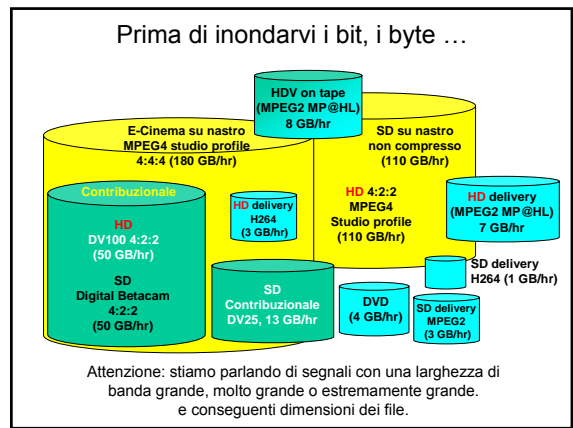 Prima di inondarvi i bit, i byte …
HDV on tape
(MPEG2 MP@HL)
8 GB/hr
E-Cinema su nastro
MPEG4 studio profile
4:4:4 (180 GB/hr)
SD su nastro
non compresso
(110 GB/hr)
Contribuzionale
HD
DV100 4:2:2
(50 GB/hr)
SD
Digital Betacam
4:2:2
(50 GB/hr)
HD delivery
H264
(3 GB/hr)
HD 4:2:2
MPEG4
Studio profile
(110 GB/hr)
HD delivery
(MPEG2 MP@HL)
7 GB/hr
SD delivery
H264 (1 GB/hr)
SD
Contribuzionale
DV25, 13 GB/hr
DVD
(4 GB/hr)
SD delivery
MPEG2
(3 GB/hr)
Attenzione: stiamo parlando di segnali con una larghezza di
banda grande, molto grande o estremamente grande.
e conseguenti dimensioni dei file.